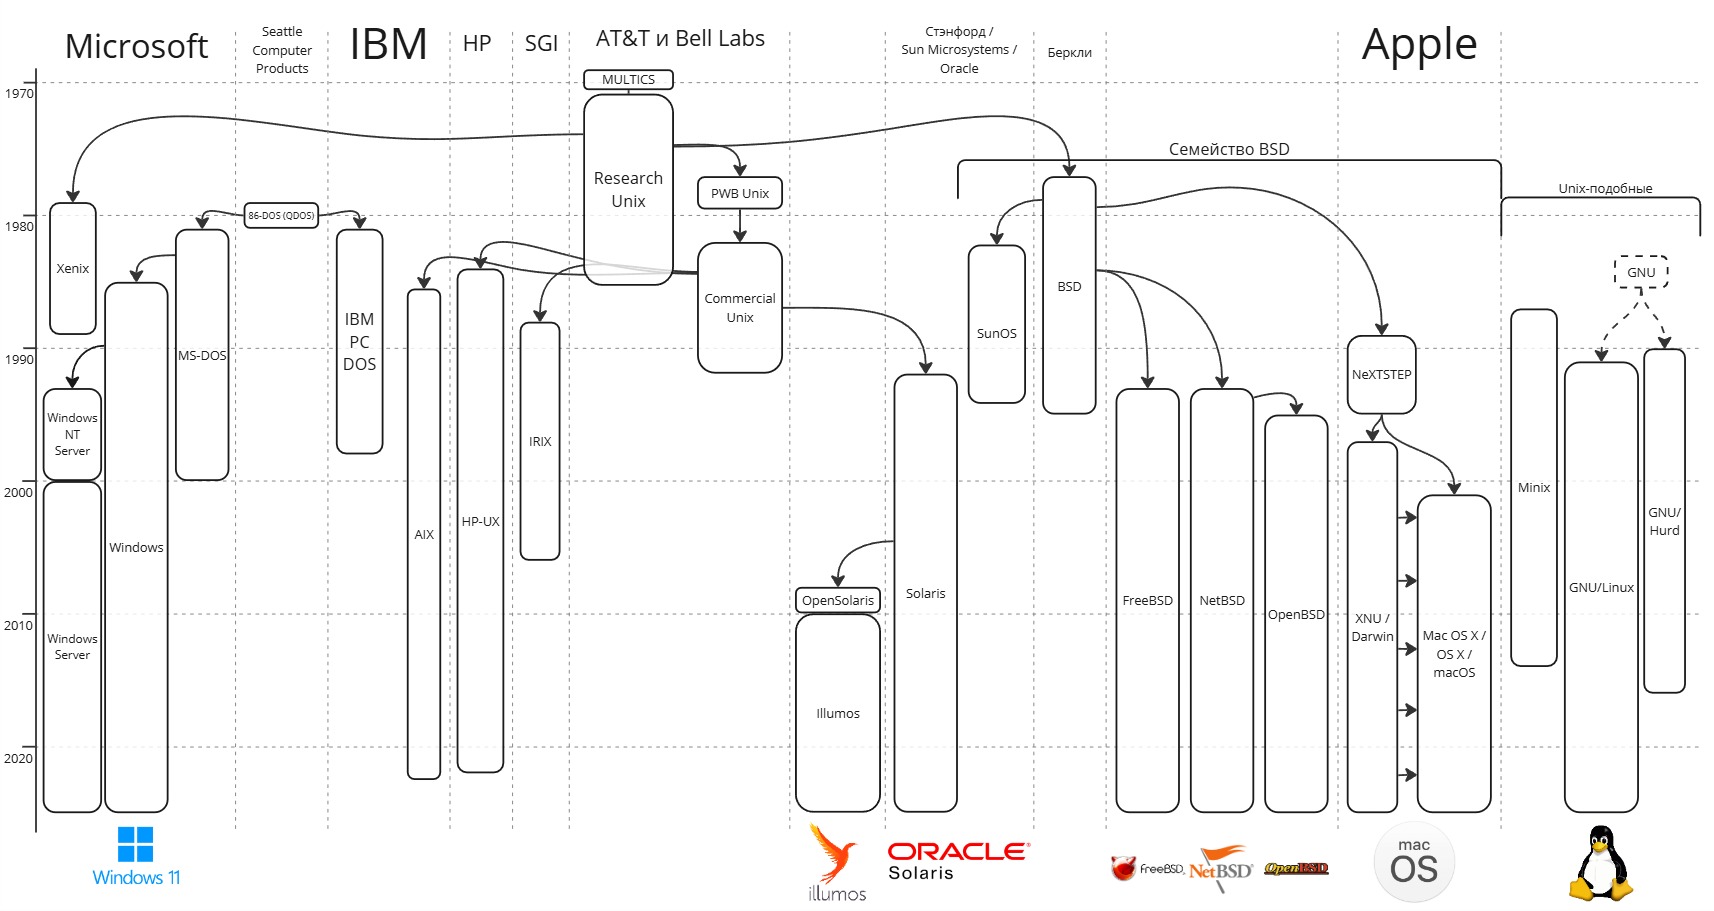 Microsoft
Seattle
Computer
Products
IBM
HP
SGI
AT&T и Bell Labs
Стэнфорд /
Sun Microsystems /
Oracle
Беркли
Apple
1970
1980
1990
2000
2010
2020
MULTICS
Research
Unix
PWB Unix
Commercial
Unix
Семейство BSD
Unix-подобные
Xenix
86-DOS (QDOS)
MS-DOS
IBM
PC
DOS
Windows
NT
Server
Windows
Windows
Server
AIX
HP-UX
IRIX
OpenSolaris
Illumos
Solaris
SunOS
BSD
FreeBSD
NetBSD
OpenBSD
NeXTSTEP
XNU /
Darwin
Mac OS X /
OS X /
macOS
Minix
GNU
GNU/Linux
GNU/
Hurd
Windows 11
illumos
ORACLE
Solaris
FreeBSD
NetBSD
OpenBSD
mac
OS